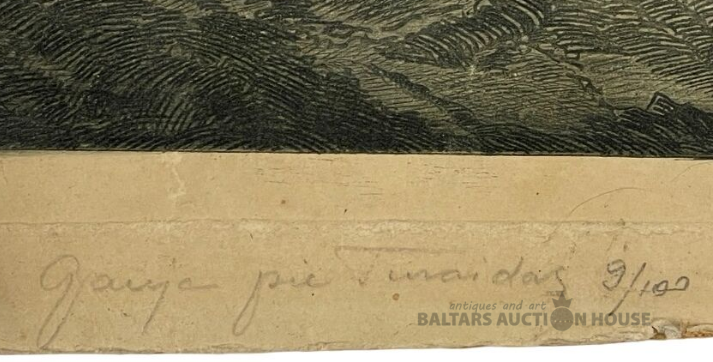 Gauja pie Turaidas 9/100
antiques and art
BALTARS AUCTION HOUSE